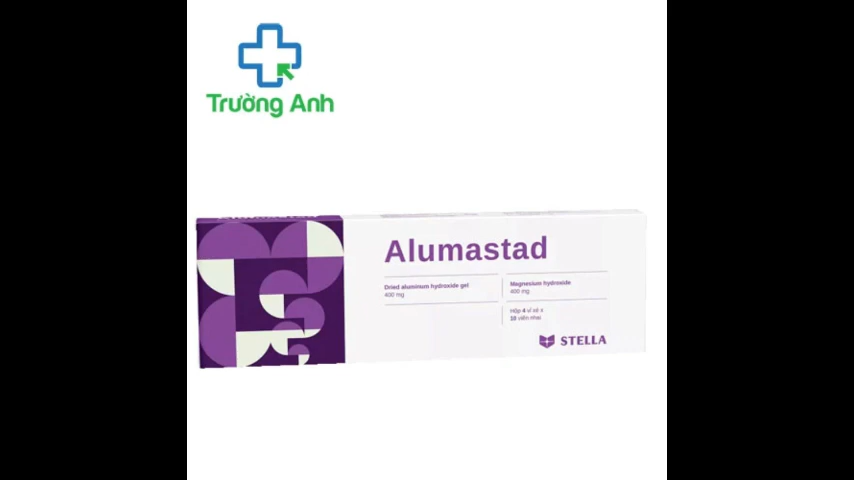 Trường Anh
Alumastad
Dried aluminum hydroxide gel
400 mg
Magnesium hydroxide
400 mg
Hộp 4 vỉ xé x
10 viên nhai
STELLA